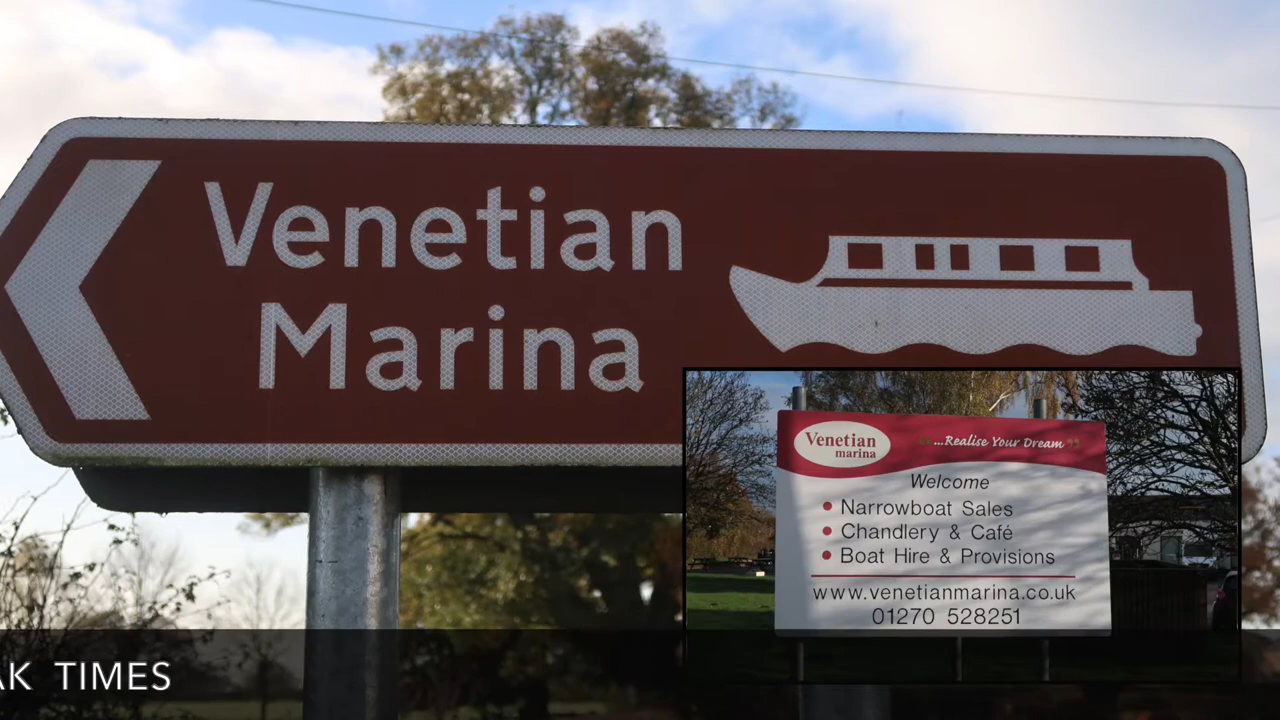 Venetian
Marina
Venetian
marina
...Realise Your Dream
Welcome
Narrowboat Sales
Chandlery & Café
Boat Hire & Provisions
www.venetianmarina.co.uk
01270 528251
AK TIMES